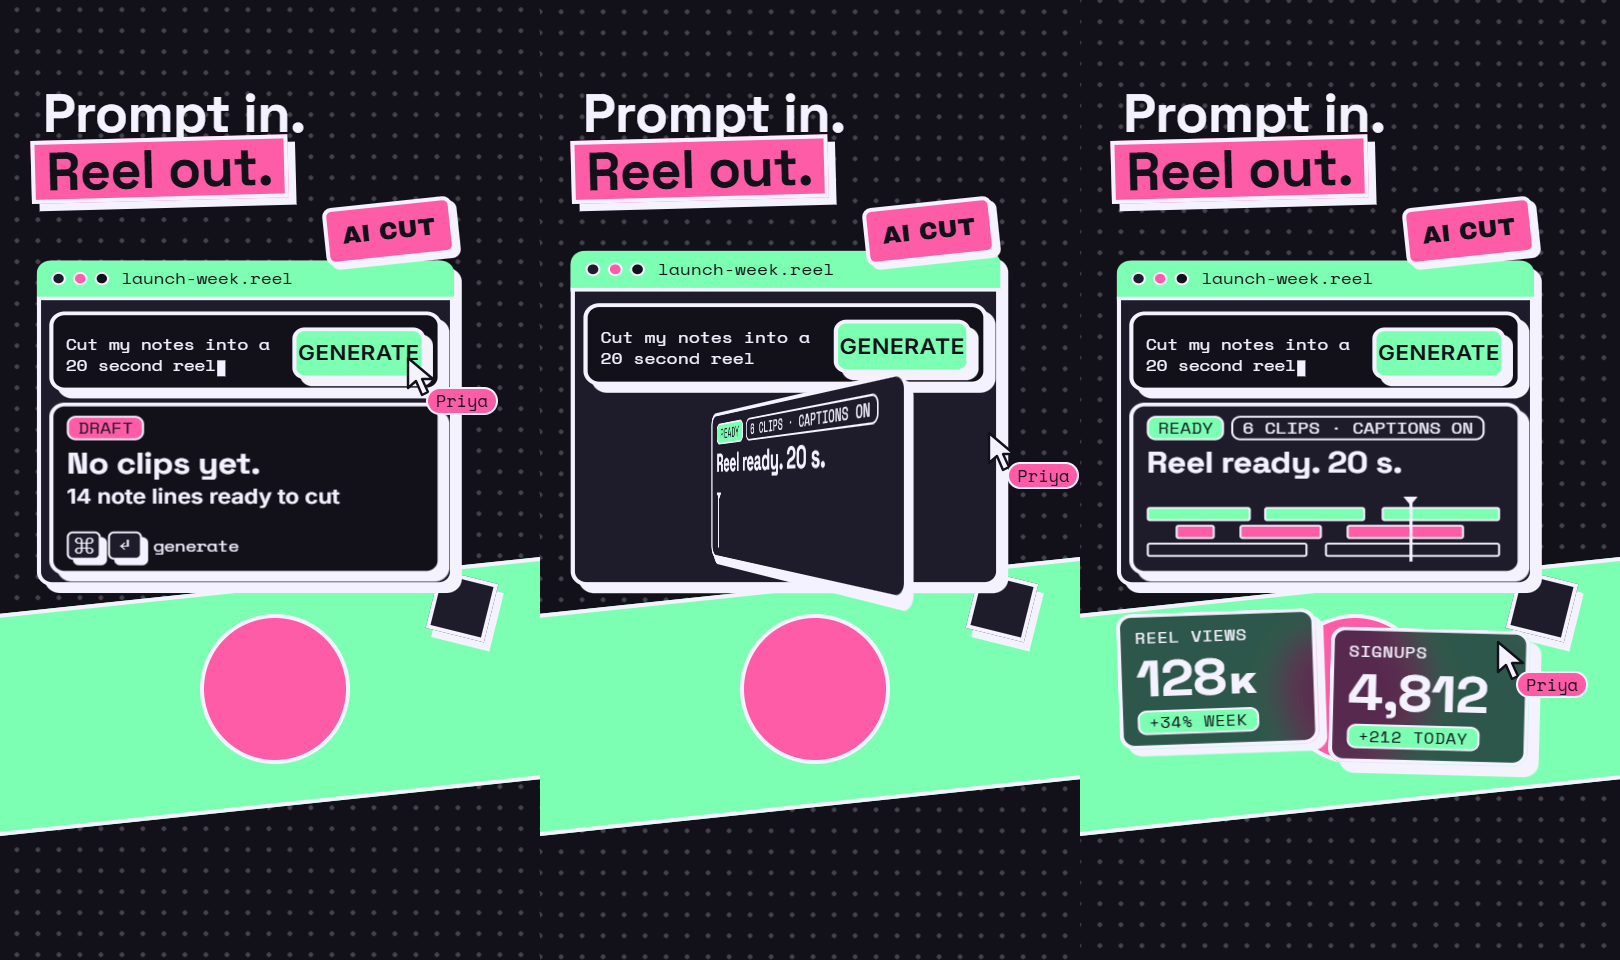 Prompt in.
Reel out.
AI CUT
launch-week.reel
Cut my notes into a
20 second reel
GENERATE
Priya
DRAFT
No clips yet.
14 note lines ready to cut
⌘ ↵ generate
Prompt in.
Reel out.
AI CUT
launch-week.reel
Cut my notes into a
20 second reel
GENERATE
READY 6 CLIPS · CAPTIONS ON
Reel ready. 20 s.
Priya
Prompt in.
Reel out.
AI CUT
launch-week.reel
Cut my notes into a
20 second reel
GENERATE
READY 6 CLIPS · CAPTIONS ON
Reel ready. 20 s.
REEL VIEWS
128K
+34% WEEK
SIGNUPS
4,812
+212 TODAY
Priya